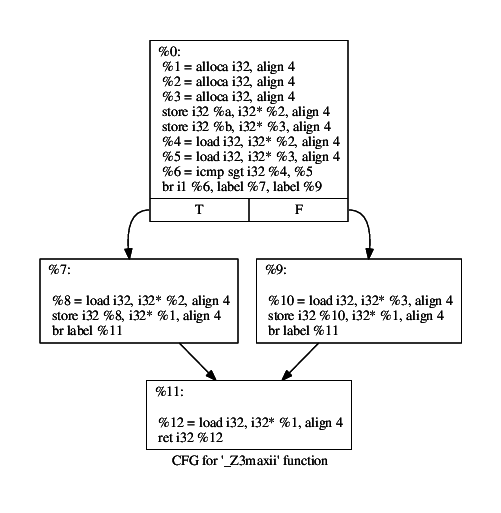 %0:
%1 = alloca i32, align 4
%2 = alloca i32, align 4
%3 = alloca i32, align 4
store i32 %a, i32* %2, align 4
store i32 %b, i32* %3, align 4
%4 = load i32, i32* %2, align 4
%5 = load i32, i32* %3, align 4
%6 = icmp sgt i32 %4, %5
br i1 %6, label %7, label %9
T
F
%7:
%8 = load i32, i32* %2, align 4
store i32 %8, i32* %1, align 4
br label %11
%9:
%10 = load i32, i32* %3, align 4
store i32 %10, i32* %1, align 4
br label %11
%11:
%12 = load i32, i32* %1, align 4
ret i32 %12
CFG for '_Z3maxii' function